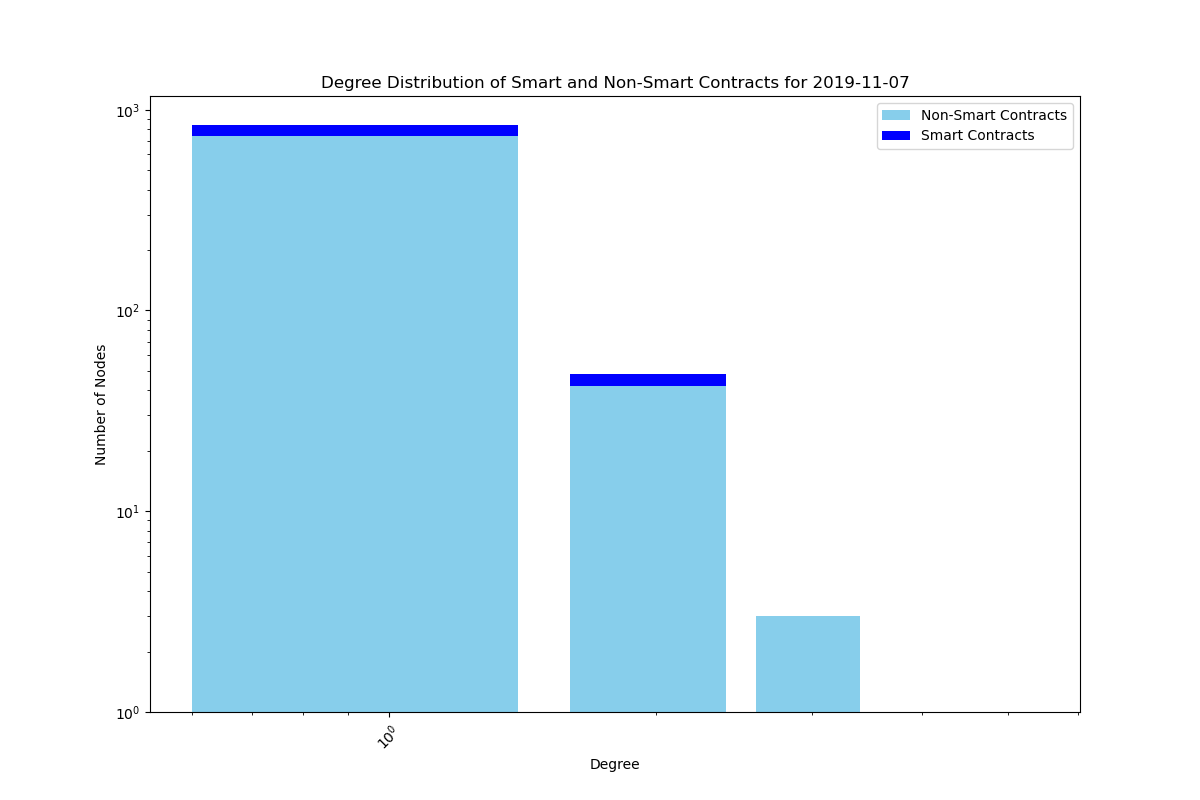 Degree Distribution of Smart and Non-Smart Contracts for 2019-11-07
Non-Smart Contracts
Smart Contracts
Number of Nodes
10³
10²
10¹
10⁰
10⁰
Degree